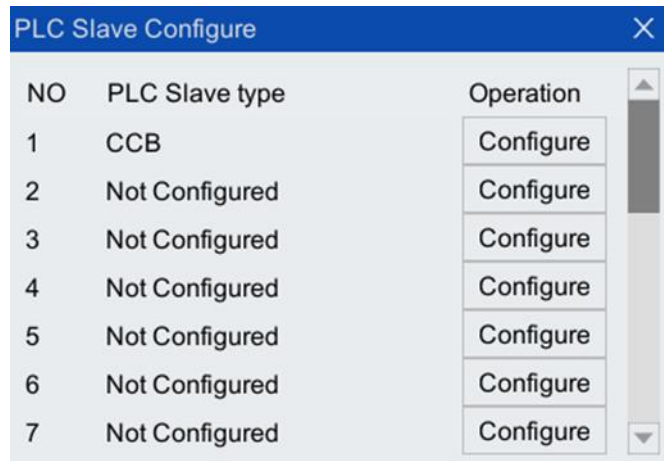 PLC Slave Configure X
NO PLC Slave type Operation
1 CCB Configure
2 Not Configured Configure
3 Not Configured Configure
4 Not Configured Configure
5 Not Configured Configure
6 Not Configured Configure
7 Not Configured Configure